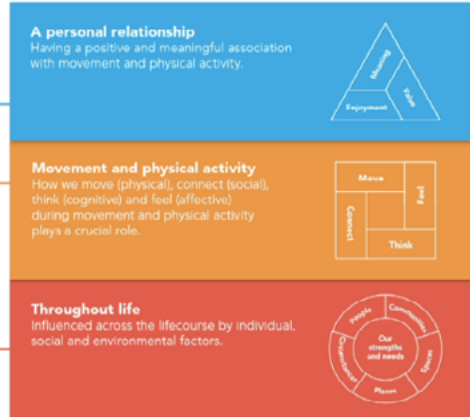 A personal relationship
Having a positive and meaningful association
with movement and physical activity.
Meaning
Value
Enjoyment
Movement and physical activity
How we move (physical), connect (social),
think (cognitive) and feel (affective)
during movement and physical activity
plays a crucial role.
Move
Feel
Connect
Think
Throughout life
Influenced across the lifecourse by individual,
social and environmental factors.
People
Communities
Our
strengths
and needs
Circumstances
Spaces
Places